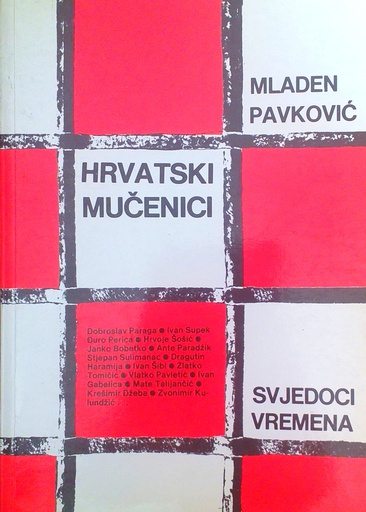 MLADEN
PAVKOVIĆ
HRVATSKI
MUČENICI
Dobroslav Paraga ● Ivan Supek
Đuro Perica ● Hrvoje Šošić ●
Janko Bobetko ● Ante Paradžik
Stjepan Sulimanac ● Dragutin
Haramija ● Ivan Šibl ● Zlatko
Tomičić ● Vlatko Pavletić ● Ivan
Gabelica ● Mate Talijančić ●
Krešimir Džeba ● Zvonimir Ku-
lundžić
SVJEDOCI
VREMENA